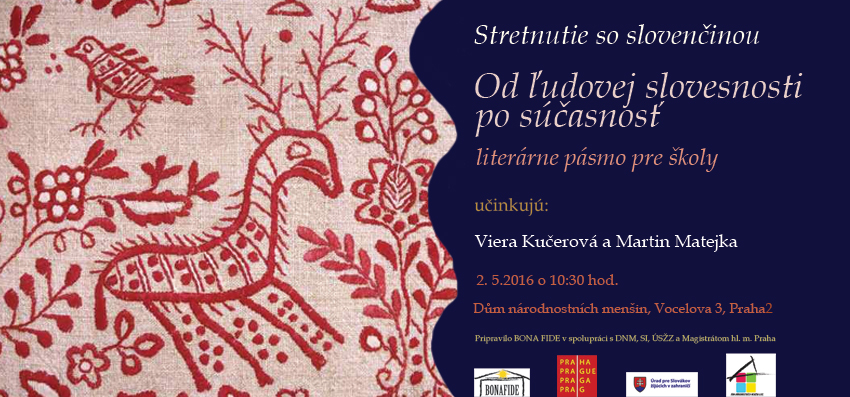 Stretnutie so slovenčinou
Od ľudovej slovesnosti
po súčasnosť
literárne pásmo pre školy
učinkujú:
Viera Kučerová a Martin Matejka
2. 5.2016 o 10:30 hod.
Dům národnostních menšin, Vocelova 3, Praha2
Pripravilo BONA FIDE v spolupráci s DNM, SI, ÚSŽZ a Magistrátom hl. m. Praha
BONAFIDE
PRAHA
PRAGUE
PRAGA
PRAG
Úrad pre Slovákov
žijúcich v zahraničí